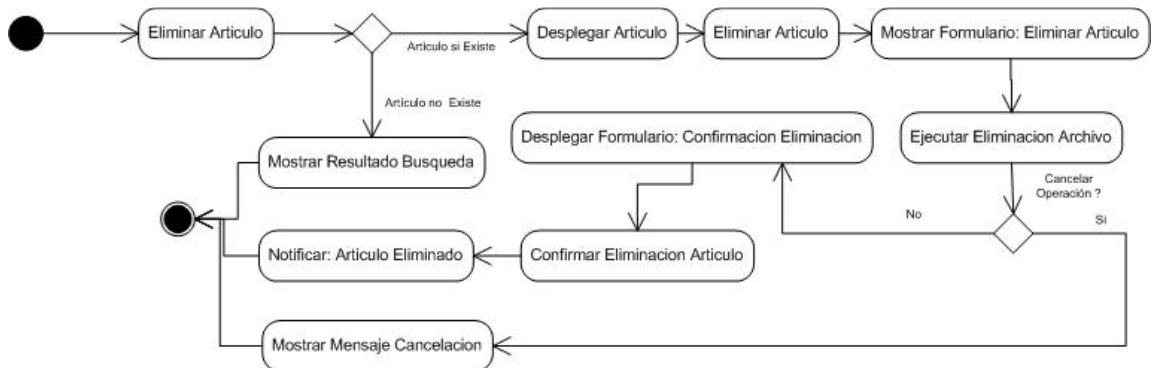 Eliminar Articulo
Articulo si Existe
Desplegar Articulo
Eliminar Articulo
Mostrar Formulario: Eliminar Articulo
Artículo no Existe
Desplegar Formulario: Confirmacion Eliminacion
Ejecutar Eliminacion Archivo
Mostrar Resultado Busqueda
Cancelar
Operación ?
No
Si
Notificar: Articulo Eliminado
Confirmar Eliminacion Articulo
Mostrar Mensaje Cancelacion